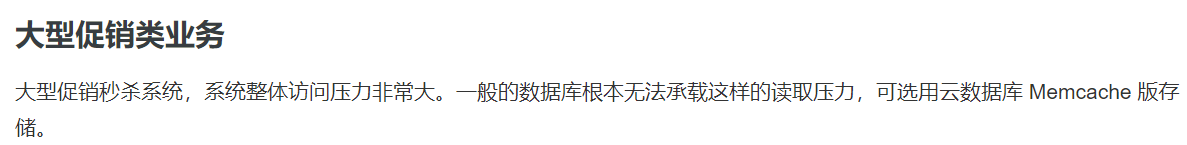 大型促销类业务
大型促销秒杀系统，系统整体访问压力非常大。一般的数据库根本无法承载这样的读取压力，可选用云数据库 Memcache 版存
储。